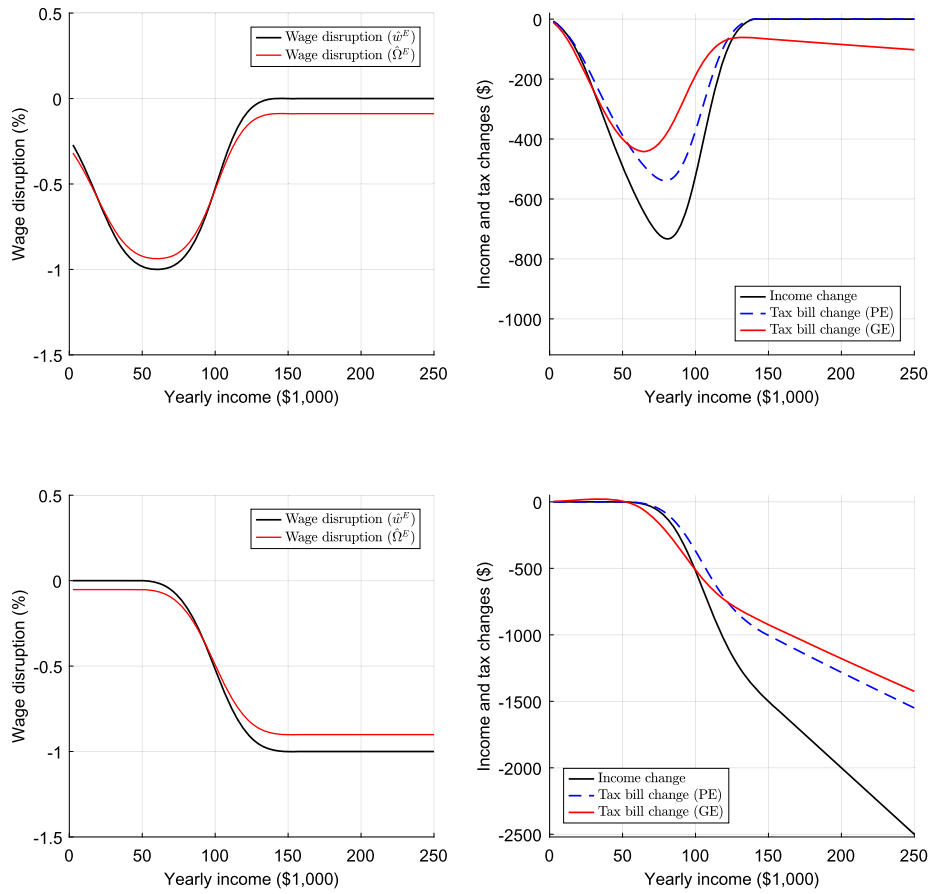 0.5
0
-0.5
-1
-1.5
Wage disruption (%)
Wage disruption (ŵᴱ)
Wage disruption (Ω̂ᴱ)
0 50 100 150 200 250
Yearly income ($1,000)
0
-200
-400
-600
-800
-1000
Income and tax changes ($)
Income change
Tax bill change (PE)
Tax bill change (GE)
0 50 100 150 200 250
Yearly income ($1,000)
0.5
0
-0.5
-1
-1.5
Wage disruption (%)
Wage disruption (ŵᴱ)
Wage disruption (Ω̂ᴱ)
0 50 100 150 200 250
Yearly income ($1,000)
0
-500
-1000
-1500
-2000
-2500
Income and tax changes ($)
Income change
Tax bill change (PE)
Tax bill change (GE)
0 50 100 150 200 250
Yearly income ($1,000)